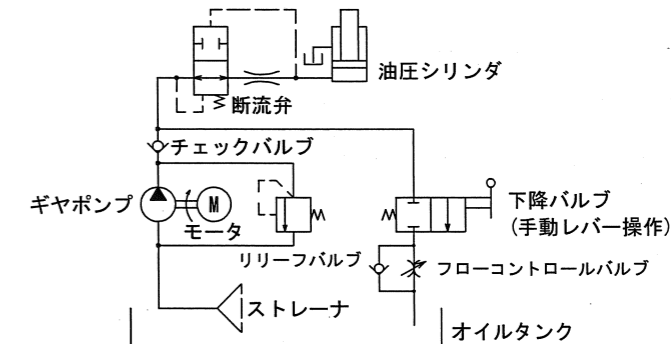 油圧シリンダ
断流弁
チェックバルブ
ギヤポンプ
M
モータ
下降バルブ
(手動レバー操作)
リリーフバルブ
フローコントロールバルブ
ストレーナ
オイルタンク